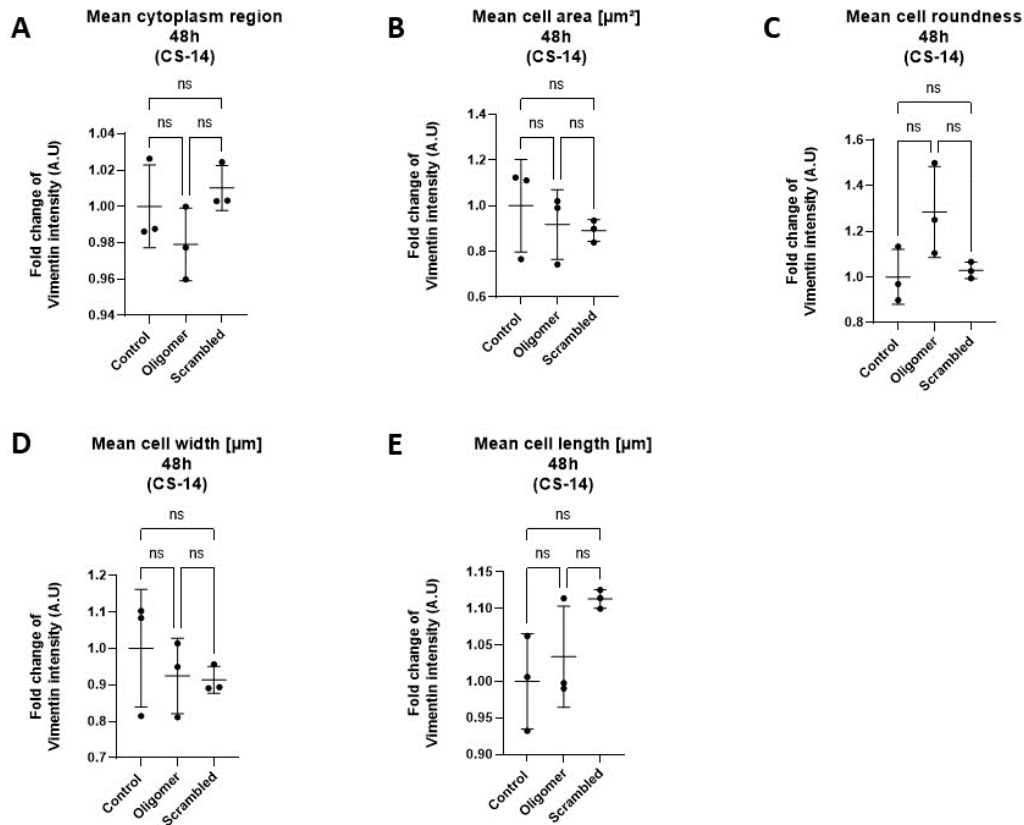 A
Mean cytoplasm region
48h
(CS-14)
ns
ns
ns
Fold change of
Vimentin intensity (A.U)
1.04
1.02
1.00
0.98
0.96
0.94
Control
Oligomer
Scrambled
B
Mean cell area [µm²]
48h
(CS-14)
ns
ns
ns
Fold change of
Vimentin intensity (A.U)
1.4
1.2
1.0
0.8
0.6
Control
Oligomer
Scrambled
C
Mean cell roundness
48h
(CS-14)
ns
ns
ns
Fold change of
Vimentin intensity (A.U)
1.6
1.4
1.2
1.0
0.8
Control
Oligomer
Scrambled
D
Mean cell width [µm]
48h
(CS-14)
ns
ns
ns
Fold change of
Vimentin intensity (A.U)
1.2
1.1
1.0
0.9
0.8
0.7
Control
Oligomer
Scrambled
E
Mean cell length [µm]
48h
(CS-14)
ns
ns
ns
Fold change of
Vimentin intensity (A.U)
1.15
1.10
1.05
1.00
0.95
0.90
Control
Oligomer
Scrambled